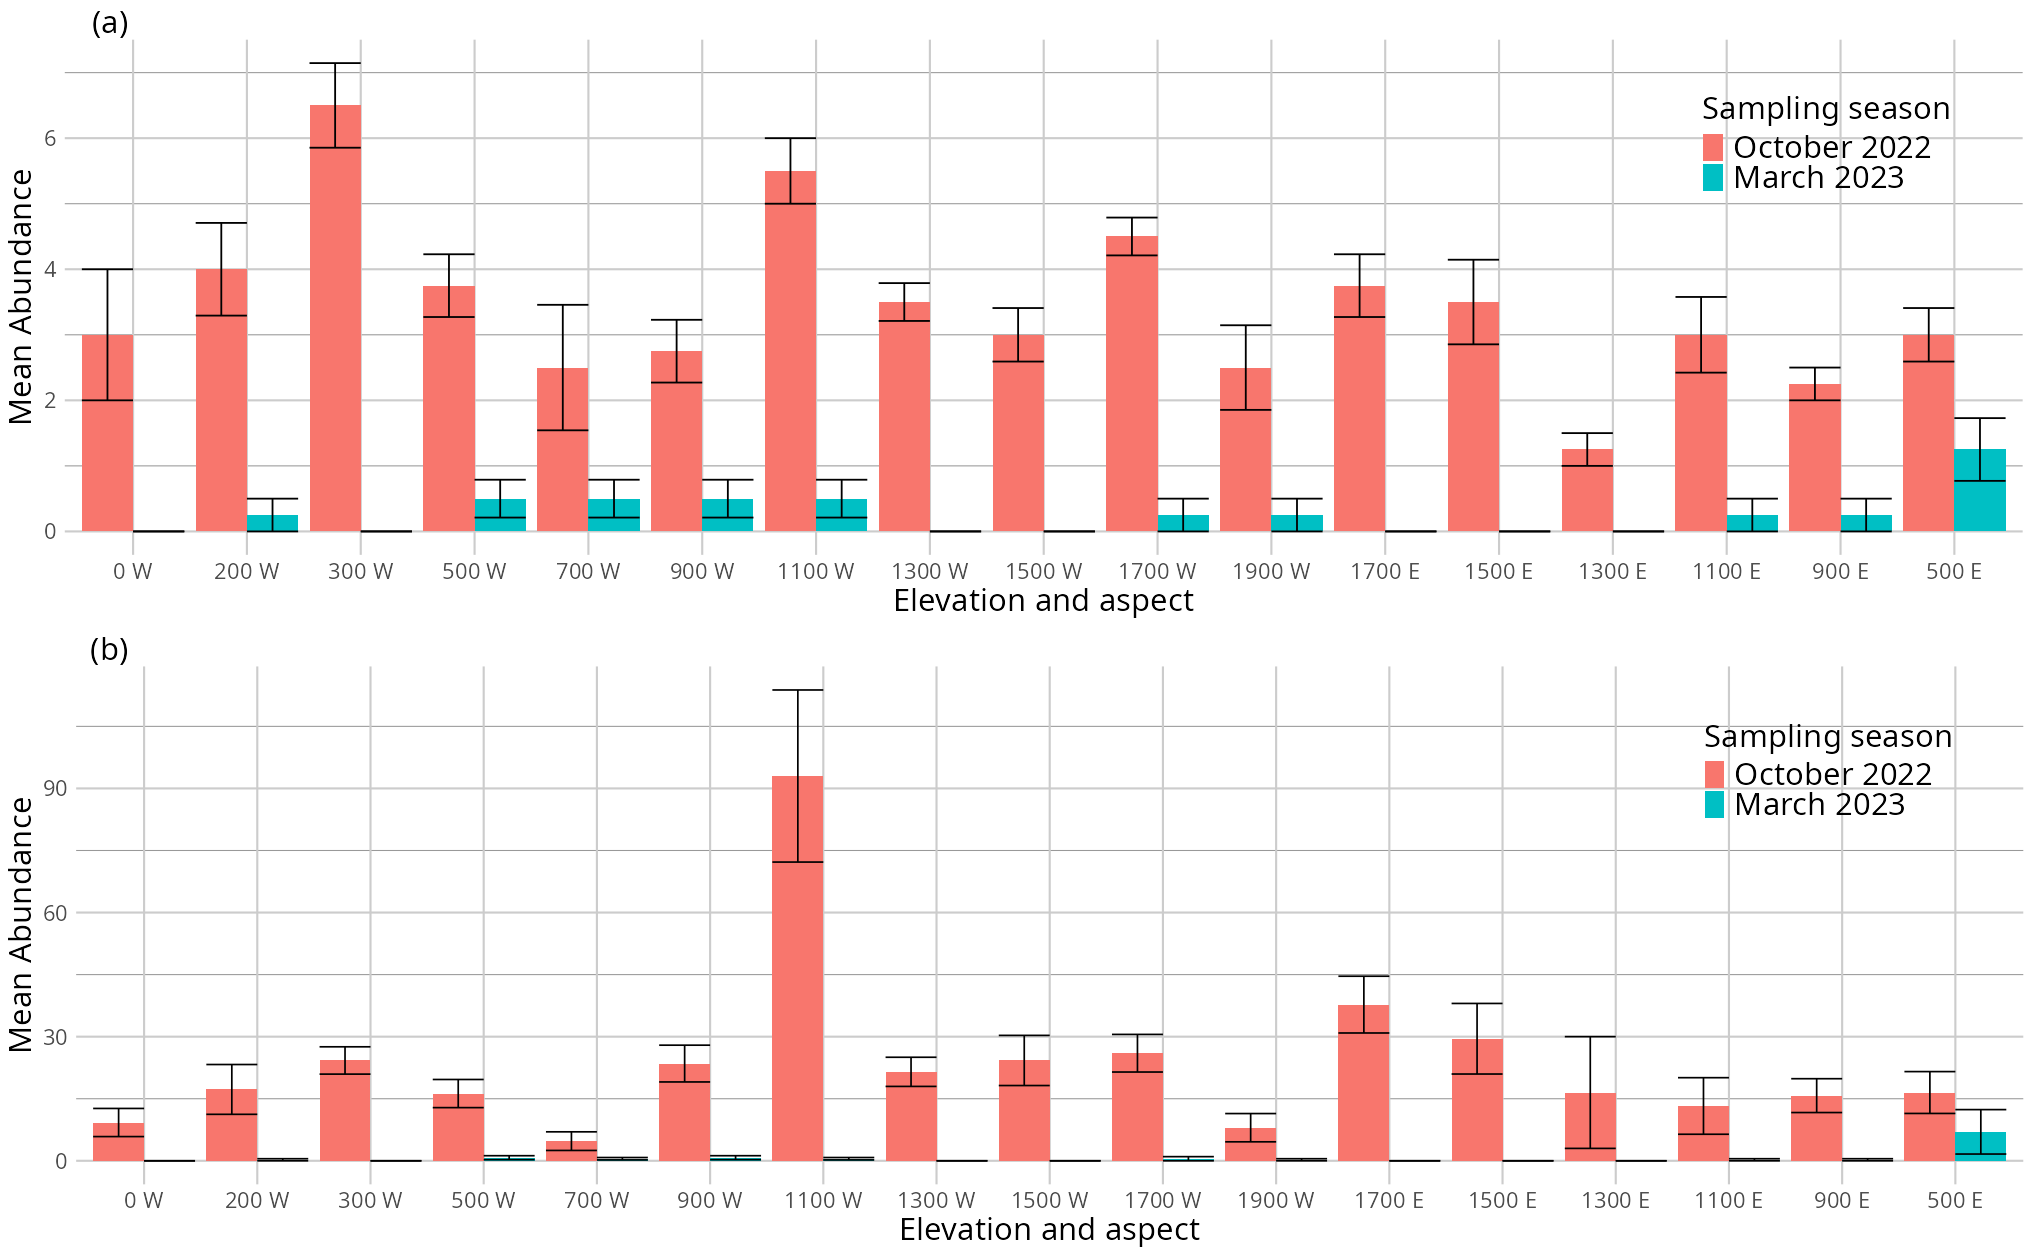 (a)
Mean Abundance
6
4
2
0
Sampling season
October 2022
March 2023
0 W 200 W 300 W 500 W 700 W 900 W 1100 W 1300 W 1500 W 1700 W 1900 W 1700 E 1500 E 1300 E 1100 E 900 E 500 E
Elevation and aspect
(b)
Mean Abundance
90
60
30
0
Sampling season
October 2022
March 2023
0 W 200 W 300 W 500 W 700 W 900 W 1100 W 1300 W 1500 W 1700 W 1900 W 1700 E 1500 E 1300 E 1100 E 900 E 500 E
Elevation and aspect